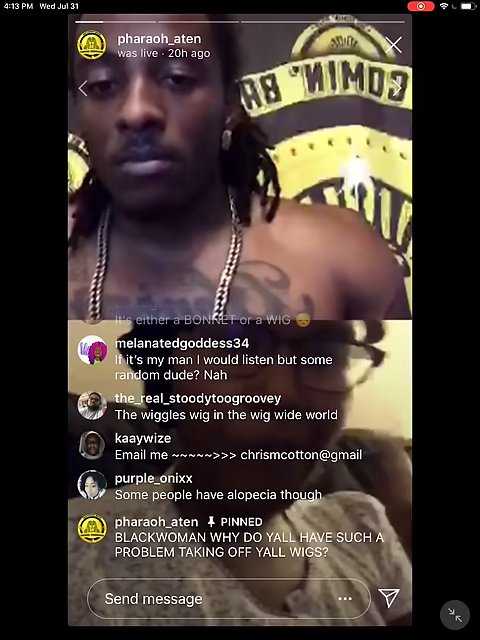 4:13 PM Wed Jul 31
pharaoh_aten
was live · 20h ago
It's either a BONNET or a WIG 😔
melanatedgoddess34
If it's my man I would listen but some
random dude? Nah
the_real_stoodytoogroovey
The wiggles wig in the wig wide world
kaaywize
Email me ~~~~~>>> chrismcotton@gmail
purple_onixx
Some people have alopecia though
pharaoh_aten PINNED
BLACKWOMAN WHY DO YALL HAVE SUCH A
PROBLEM TAKING OFF YALL WIGS?
Send message